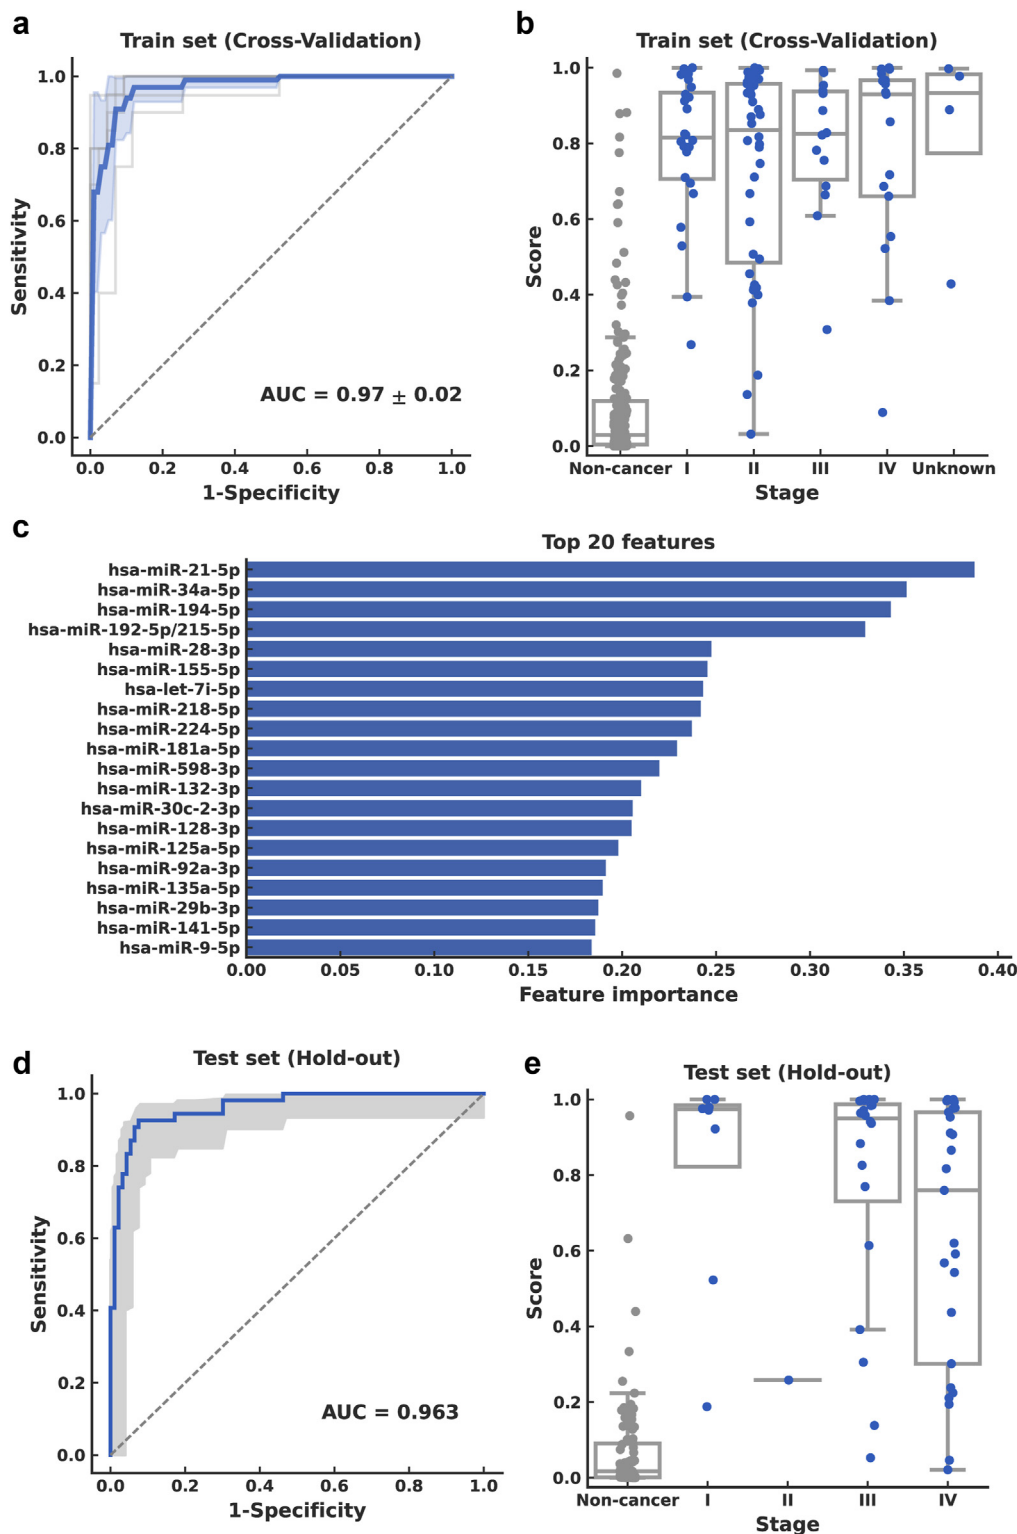 a
Train set (Cross-Validation)
1.0
0.8
0.6
0.4
0.2
0.0
Sensitivity
AUC = 0.97 ± 0.02
0.0 0.2 0.4 0.6 0.8 1.0
1-Specificity
b
Train set (Cross-Validation)
1.0
0.8
0.6
0.4
0.2
0.0
Score
Non-cancer I II III IV Unknown
Stage
c
Top 20 features
hsa-miR-21-5p
hsa-miR-34a-5p
hsa-miR-194-5p
hsa-miR-192-5p/215-5p
hsa-miR-28-3p
hsa-miR-155-5p
hsa-let-7i-5p
hsa-miR-218-5p
hsa-miR-224-5p
hsa-miR-181a-5p
hsa-miR-598-3p
hsa-miR-132-3p
hsa-miR-30c-2-3p
hsa-miR-128-3p
hsa-miR-125a-5p
hsa-miR-92a-3p
hsa-miR-135a-5p
hsa-miR-29b-3p
hsa-miR-141-5p
hsa-miR-9-5p
0.00 0.05 0.10 0.15 0.20 0.25 0.30 0.35 0.40
Feature importance
d
Test set (Hold-out)
1.0
0.8
0.6
0.4
0.2
0.0
Sensitivity
AUC = 0.963
0.0 0.2 0.4 0.6 0.8 1.0
1-Specificity
e
Test set (Hold-out)
1.0
0.8
0.6
0.4
0.2
0.0
Score
Non-cancer I II III IV
Stage